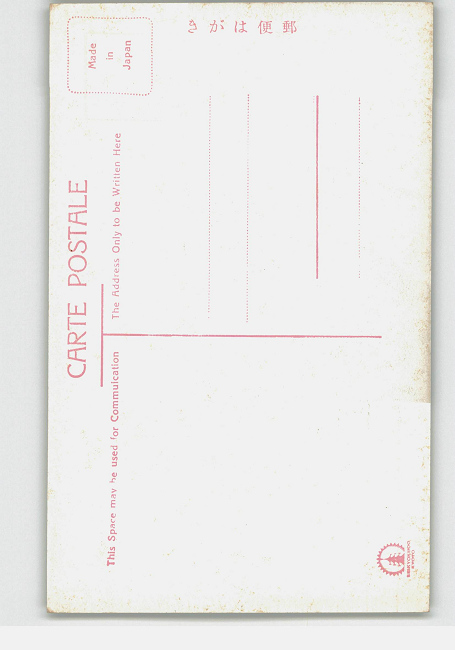 郵便はがき
Made
in
Japan
CARTE POSTALE
The Address Only to be Written Here
This Space may be used for Commulcation